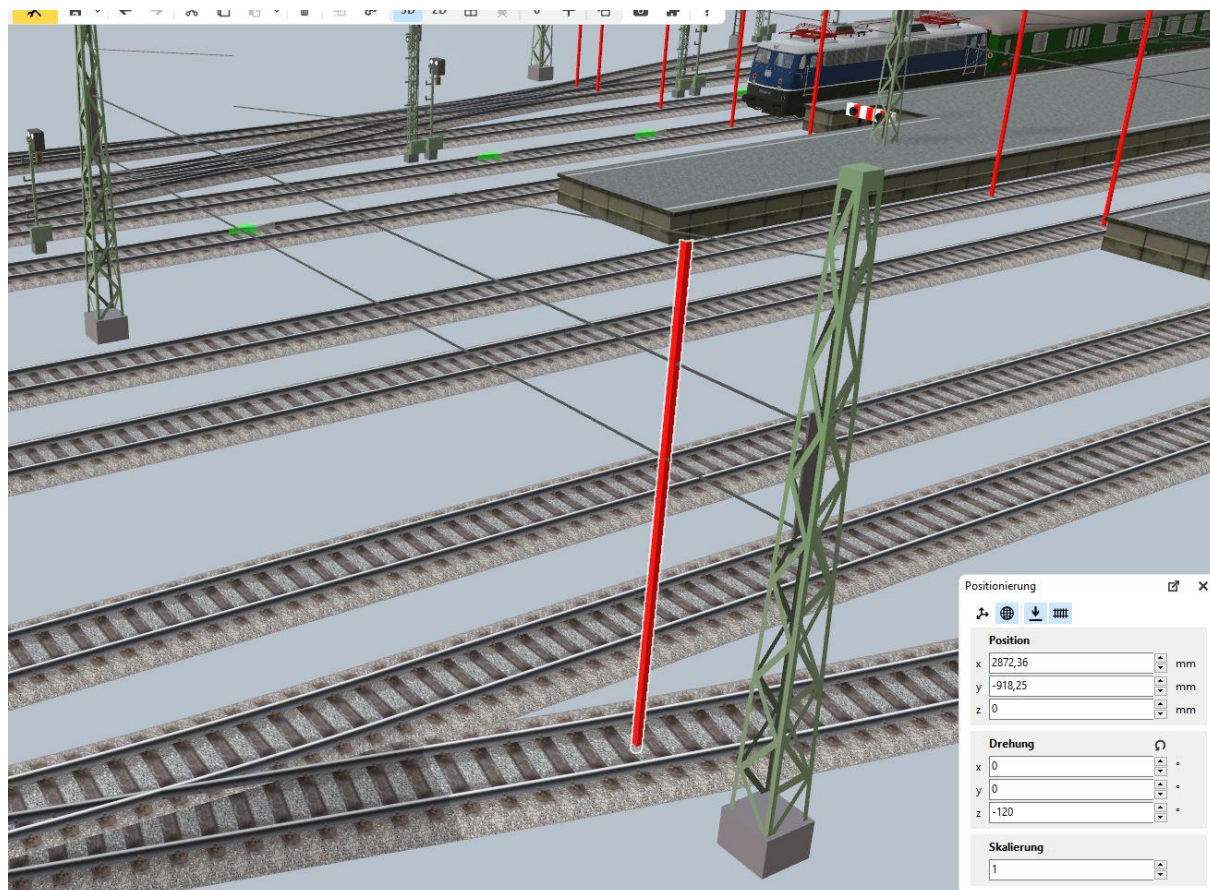 3D 2D
?
Positionierung
Position
x 2872,36 mm
y -918,25 mm
z 0 mm
Drehung
x 0 °
y 0 °
z -120 °
Skalierung
1